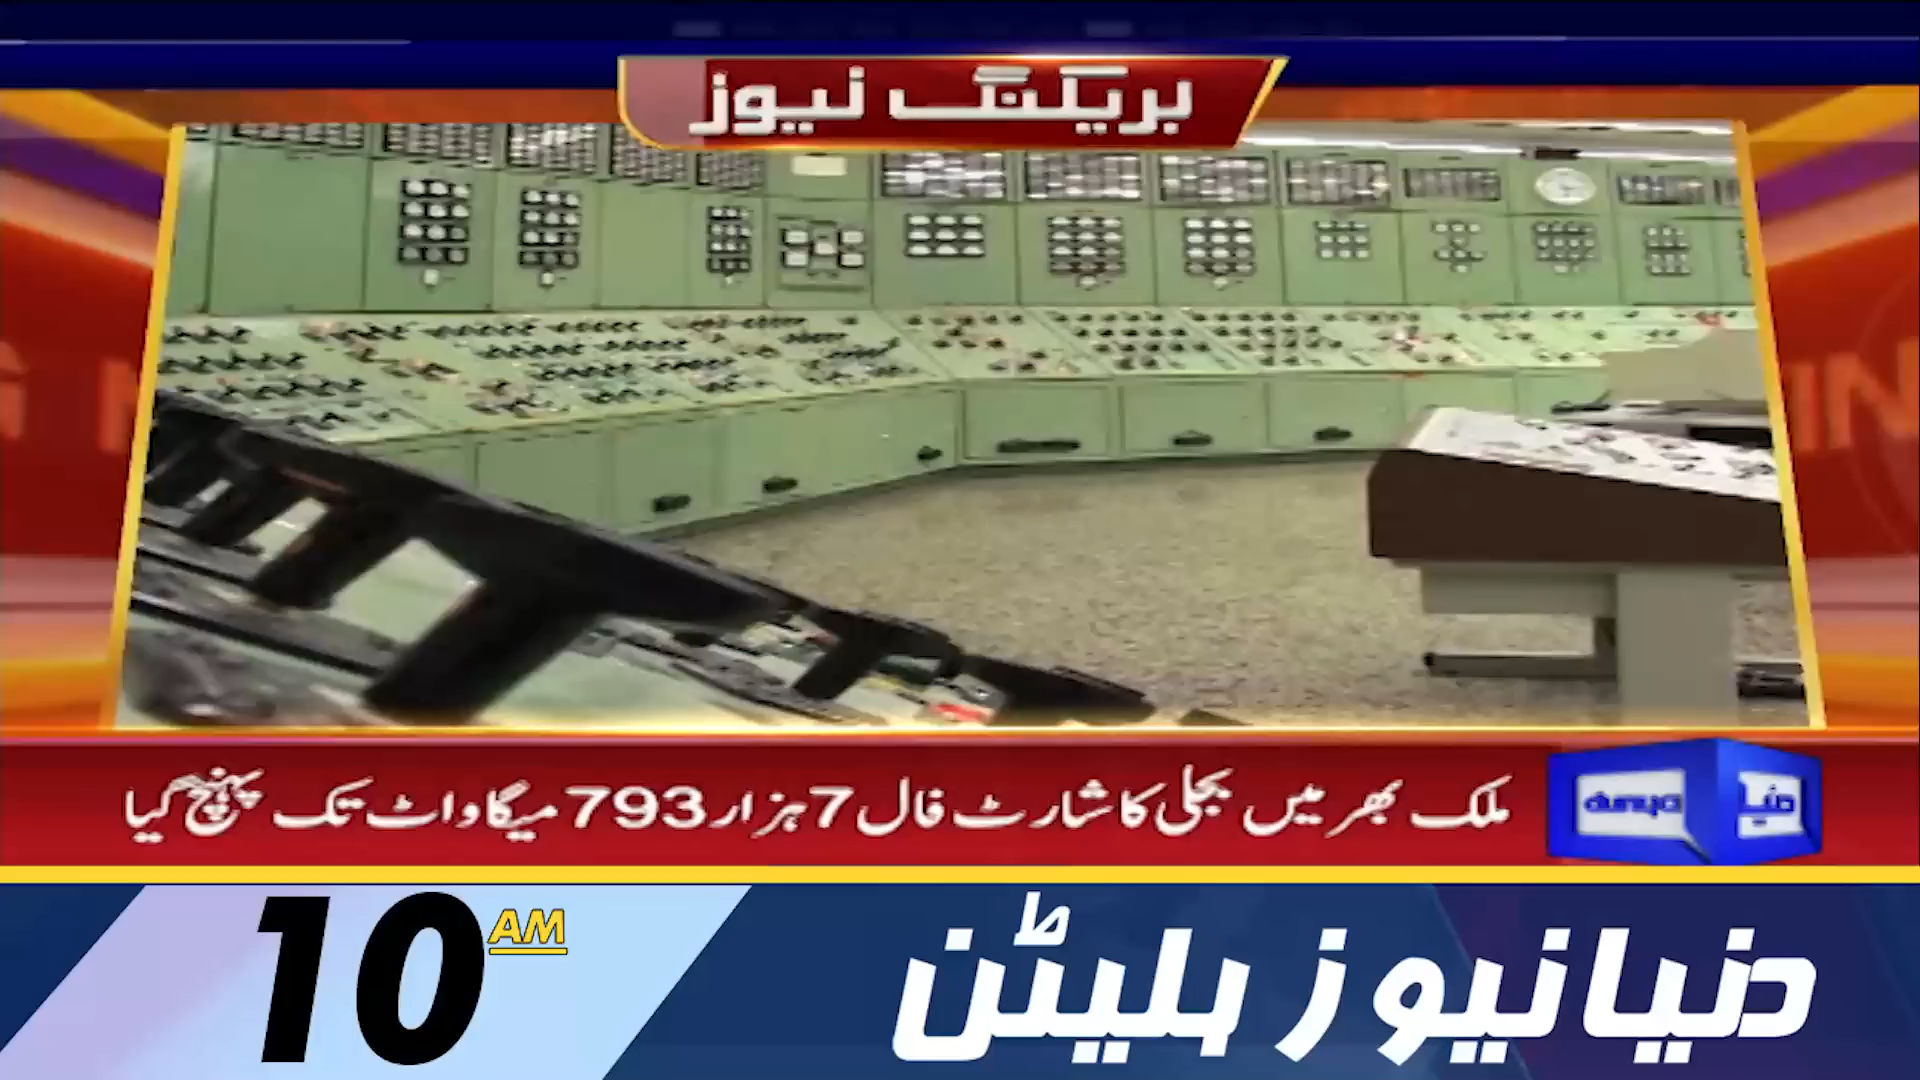 بریکنگ نیوز
ملک بھر میں بجلی کا شارٹ فال 7 ہزار 793 میگاواٹ تک پہنچ گیا
دنیا
dunya
10 AM
دنیا نیوز بلیٹن